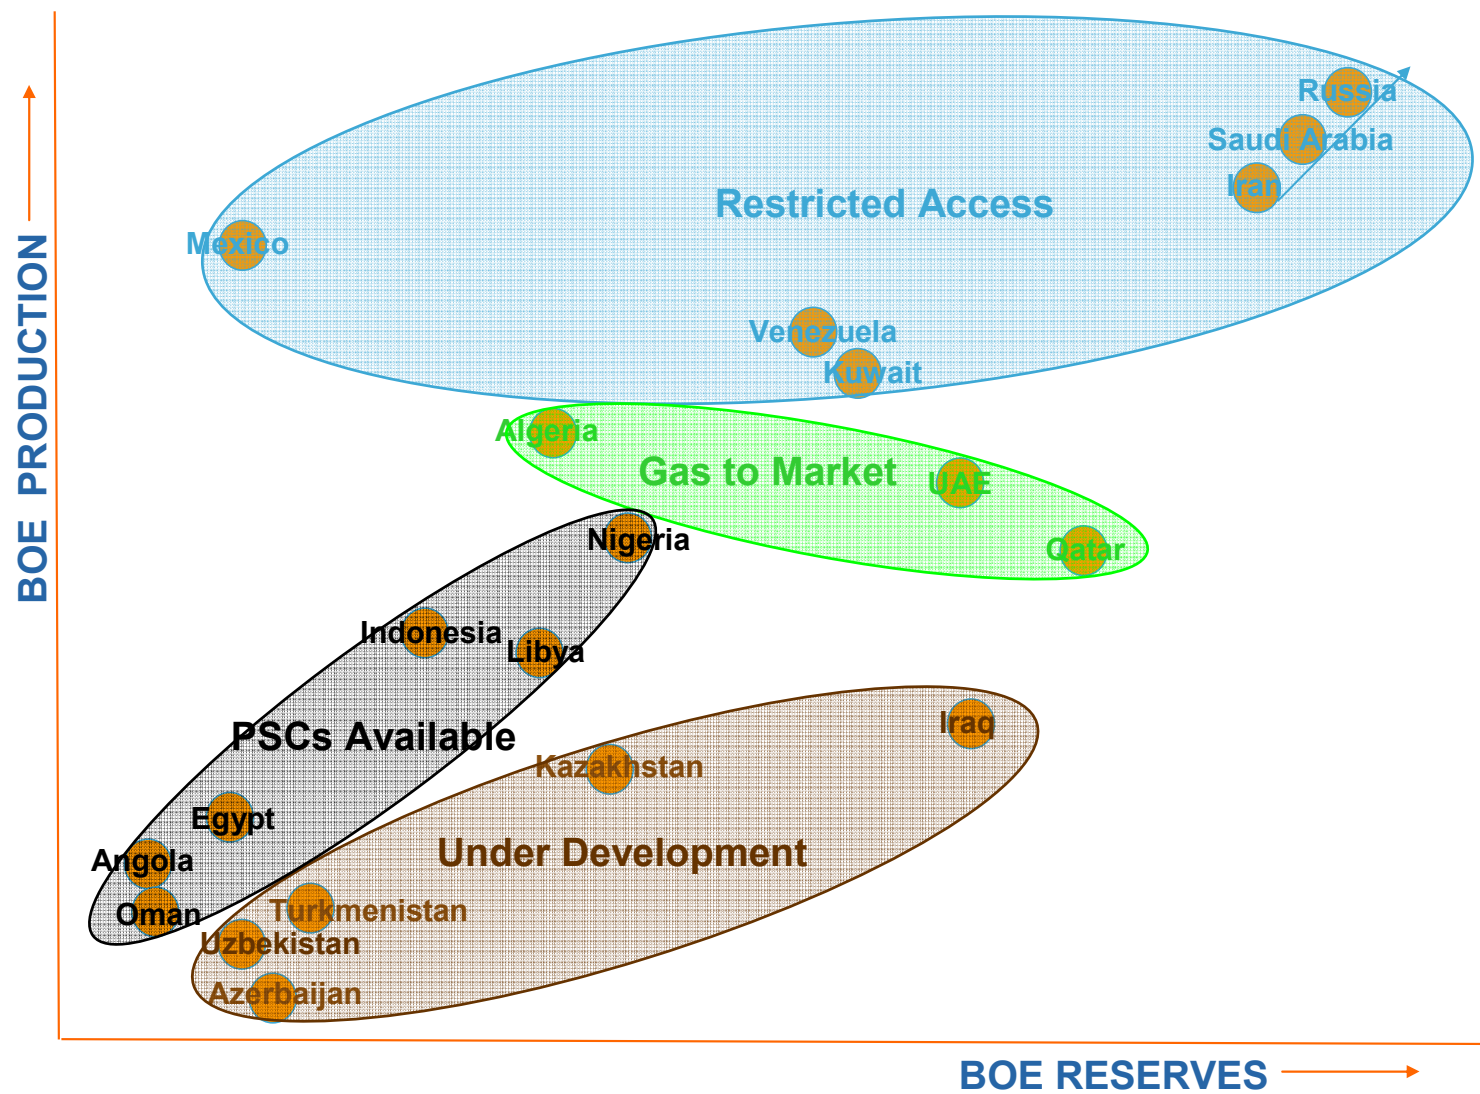 Russia
Saudi Arabia
Iran
Restricted Access
Mexico
Venezuela
Kuwait
Algeria
Gas to Market
UAE
Qatar
Nigeria
Indonesia
Libya
PSCs Available
Iraq
Kazakhstan
Egypt
Under Development
Angola
Oman
Turkmenistan
Uzbekistan
Azerbaijan
BOE PRODUCTION
BOE RESERVES